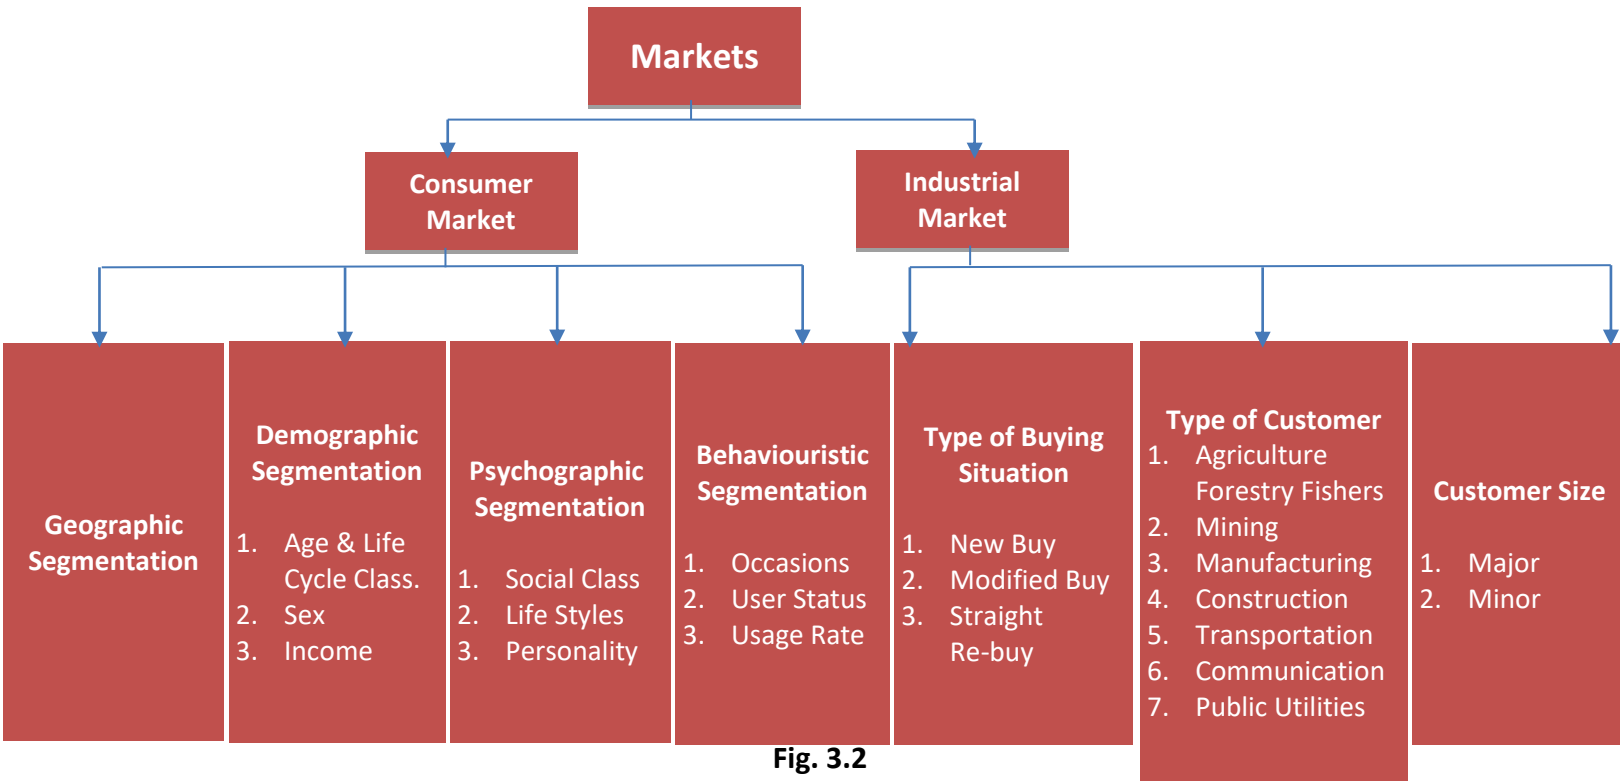 Markets
Consumer
Market
Industrial
Market
Geographic
Segmentation
Demographic
Segmentation
1. Age & Life
Cycle Class.
2. Sex
3. Income
Psychographic
Segmentation
1. Social Class
2. Life Styles
3. Personality
Behaviouristic
Segmentation
1. Occasions
2. User Status
3. Usage Rate
Type of Buying
Situation
1. New Buy
2. Modified Buy
3. Straight
Re-buy
Type of Customer
1. Agriculture
Forestry Fishers
2. Mining
3. Manufacturing
4. Construction
5. Transportation
6. Communication
7. Public Utilities
Customer Size
1. Major
2. Minor
Fig. 3.2